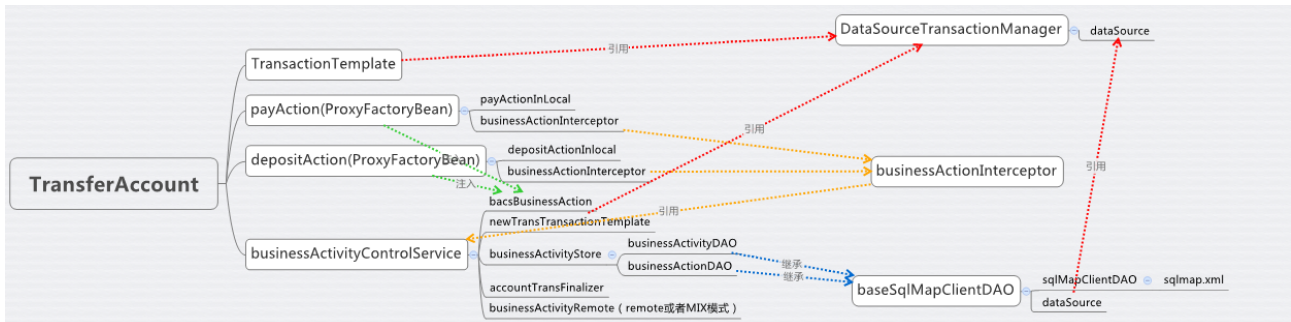 DataSourceTransactionManager
dataSource
引用
TransactionTemplate
payAction(ProxyFactoryBean)
payActionInLocal
businessActionInterceptor
引用
引用
depositAction(ProxyFactoryBean)
depositActionInlocal
businessActionInterceptor
businessActionInterceptor
TransferAccount
注入
bacsBusinessAction
引用
newTransTransactionTemplate
businessActivityControlService
businessActivityStore
businessActivityDAO
businessActionDAO
继承
继承
baseSqlMapClientDAO
sqlMapClientDAO
sqlmap.xml
dataSource
accountTransFinalizer
businessActivityRemote（remote或者MIX模式）